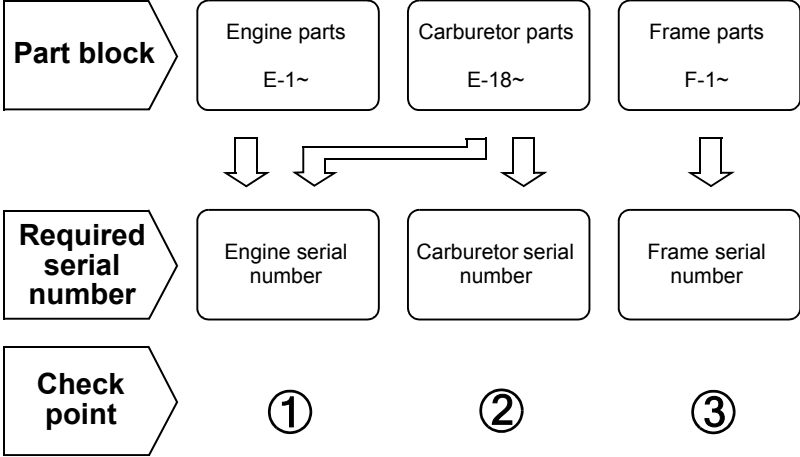 Part block
Engine parts
E-1~
Carburetor parts
E-18~
Frame parts
F-1~
Required
serial
number
Engine serial
number
Carburetor serial
number
Frame serial
number
Check
point
①
②
③